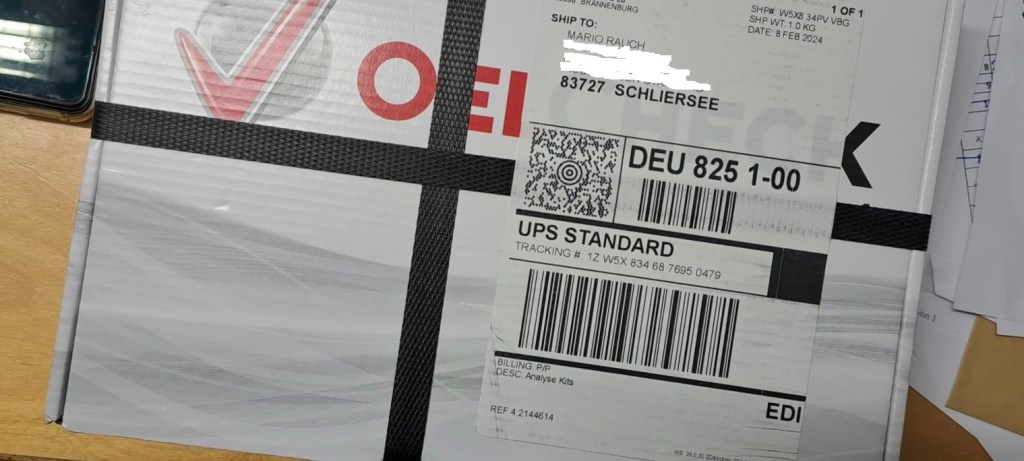 BRANNENBURG
1 OF 1
SHP#: W5X8 34PV VBG
SHP WT: 1.0 KG
DATE: 8 FEB 2024
SHIP TO:
MARIO RAUCH
83727 SCHLIERSEE
OEL CHECK
DEU 825 1-00
UPS STANDARD
TRACKING #: 1Z W5X 834 68 7695 0479
BILLING: P/P
DESC: Analyse Kits
EDI
REF 4 2144614